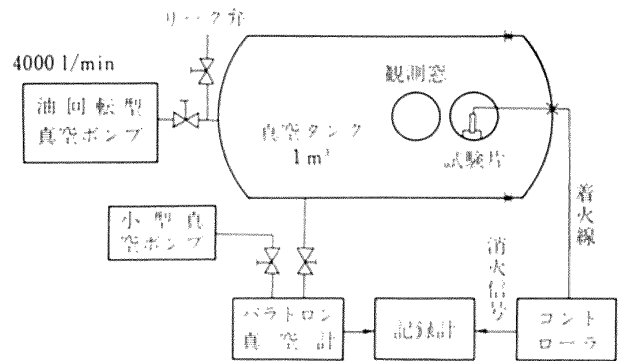 リーク弁
4000 l/min
油回転型
真空ポンプ
観測窓
真空タンク
1 m³
試験片
着火線
小型真
空ポンプ
消火信号
バラトロン
真空計
記録計
コント
ローラ